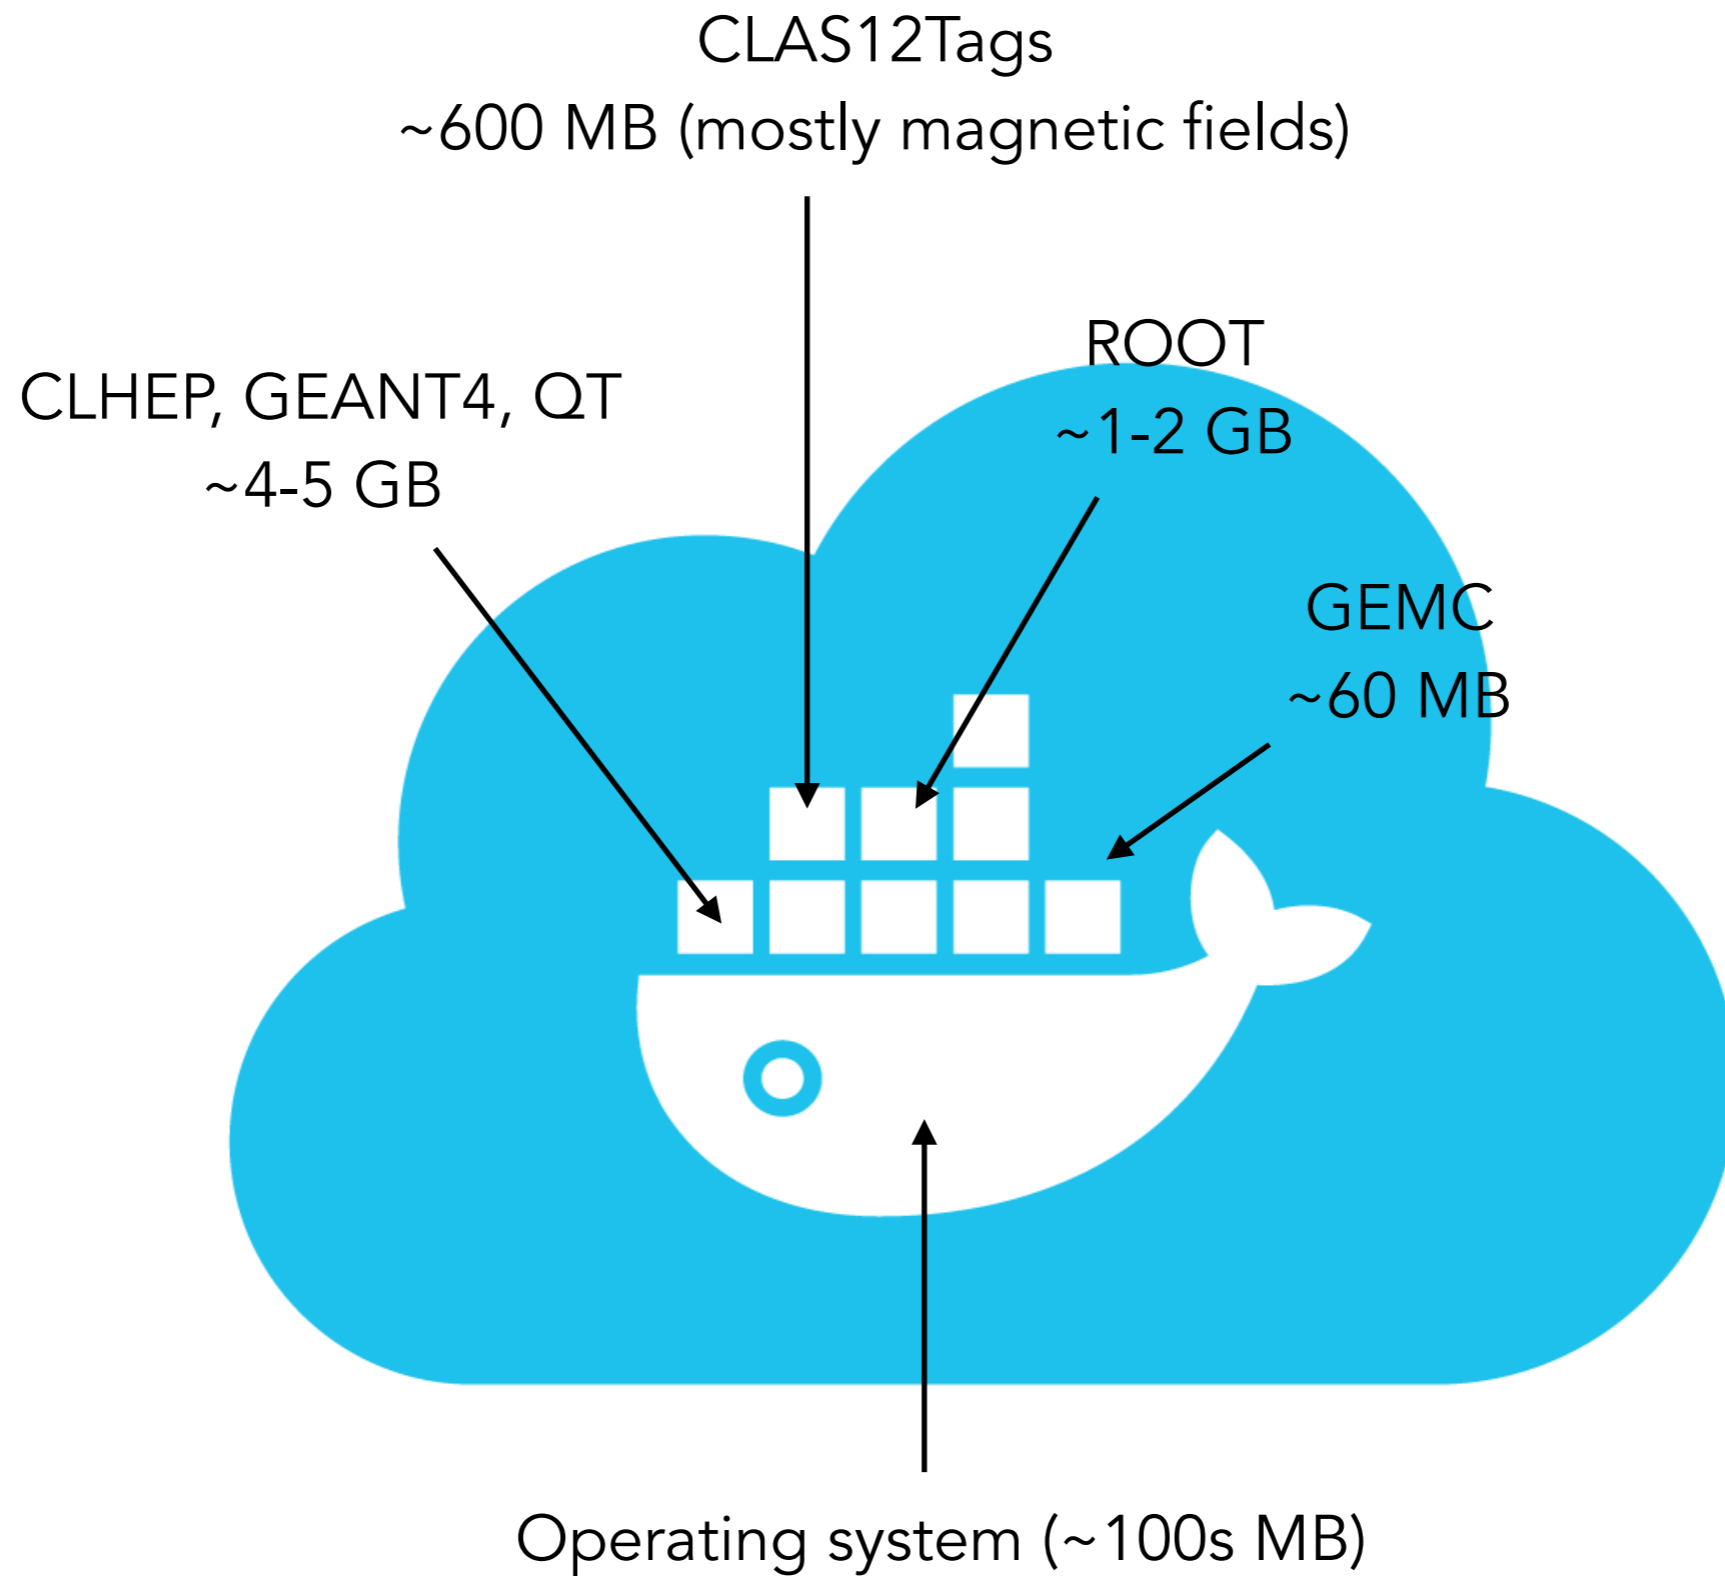 CLAS12Tags
~600 MB (mostly magnetic fields)
ROOT
~1-2 GB
CLHEP, GEANT4, QT
~4-5 GB
GEMC
~60 MB
Operating system (~100s MB)